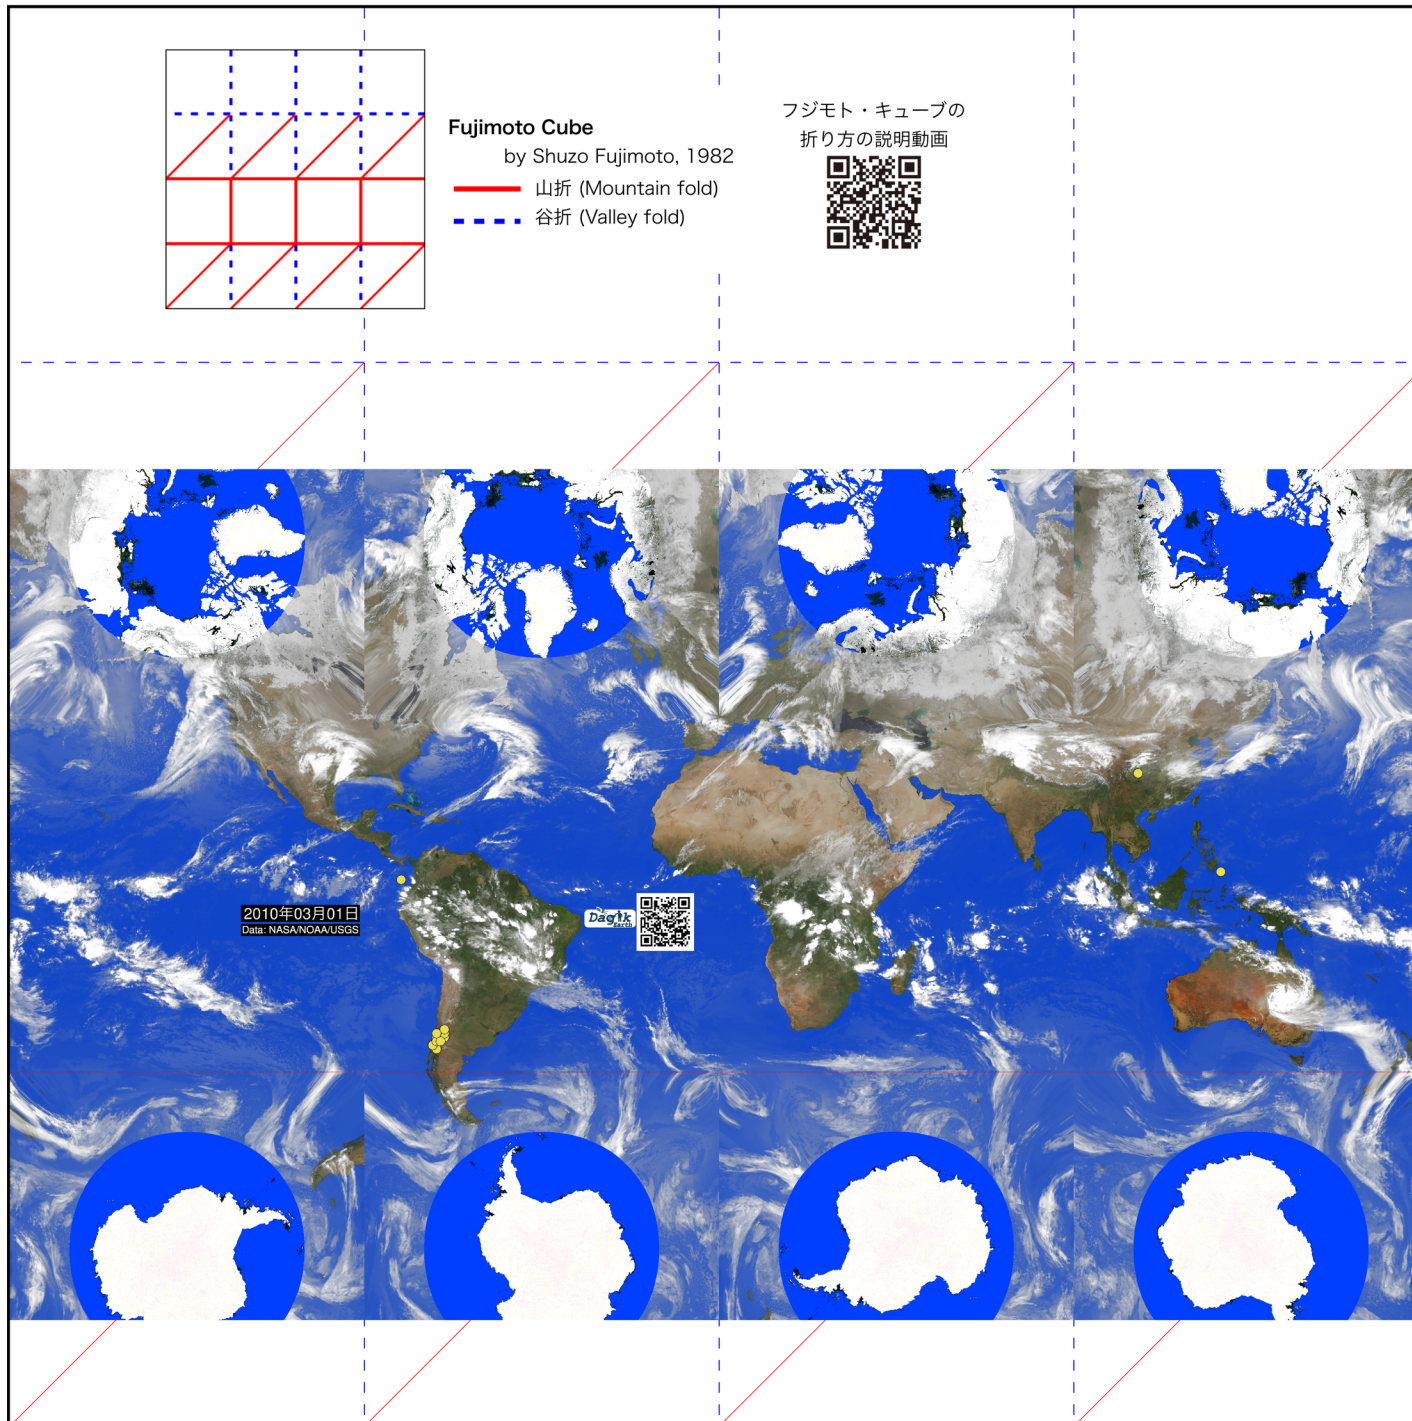 Fujimoto Cube
by Shuzo Fujimoto, 1982
山折 (Mountain fold)
谷折 (Valley fold)
フジモト・キューブの
折り方の説明動画
2010年03月01日
Data: NASA/NOAA/USGS
Dagik
Earth